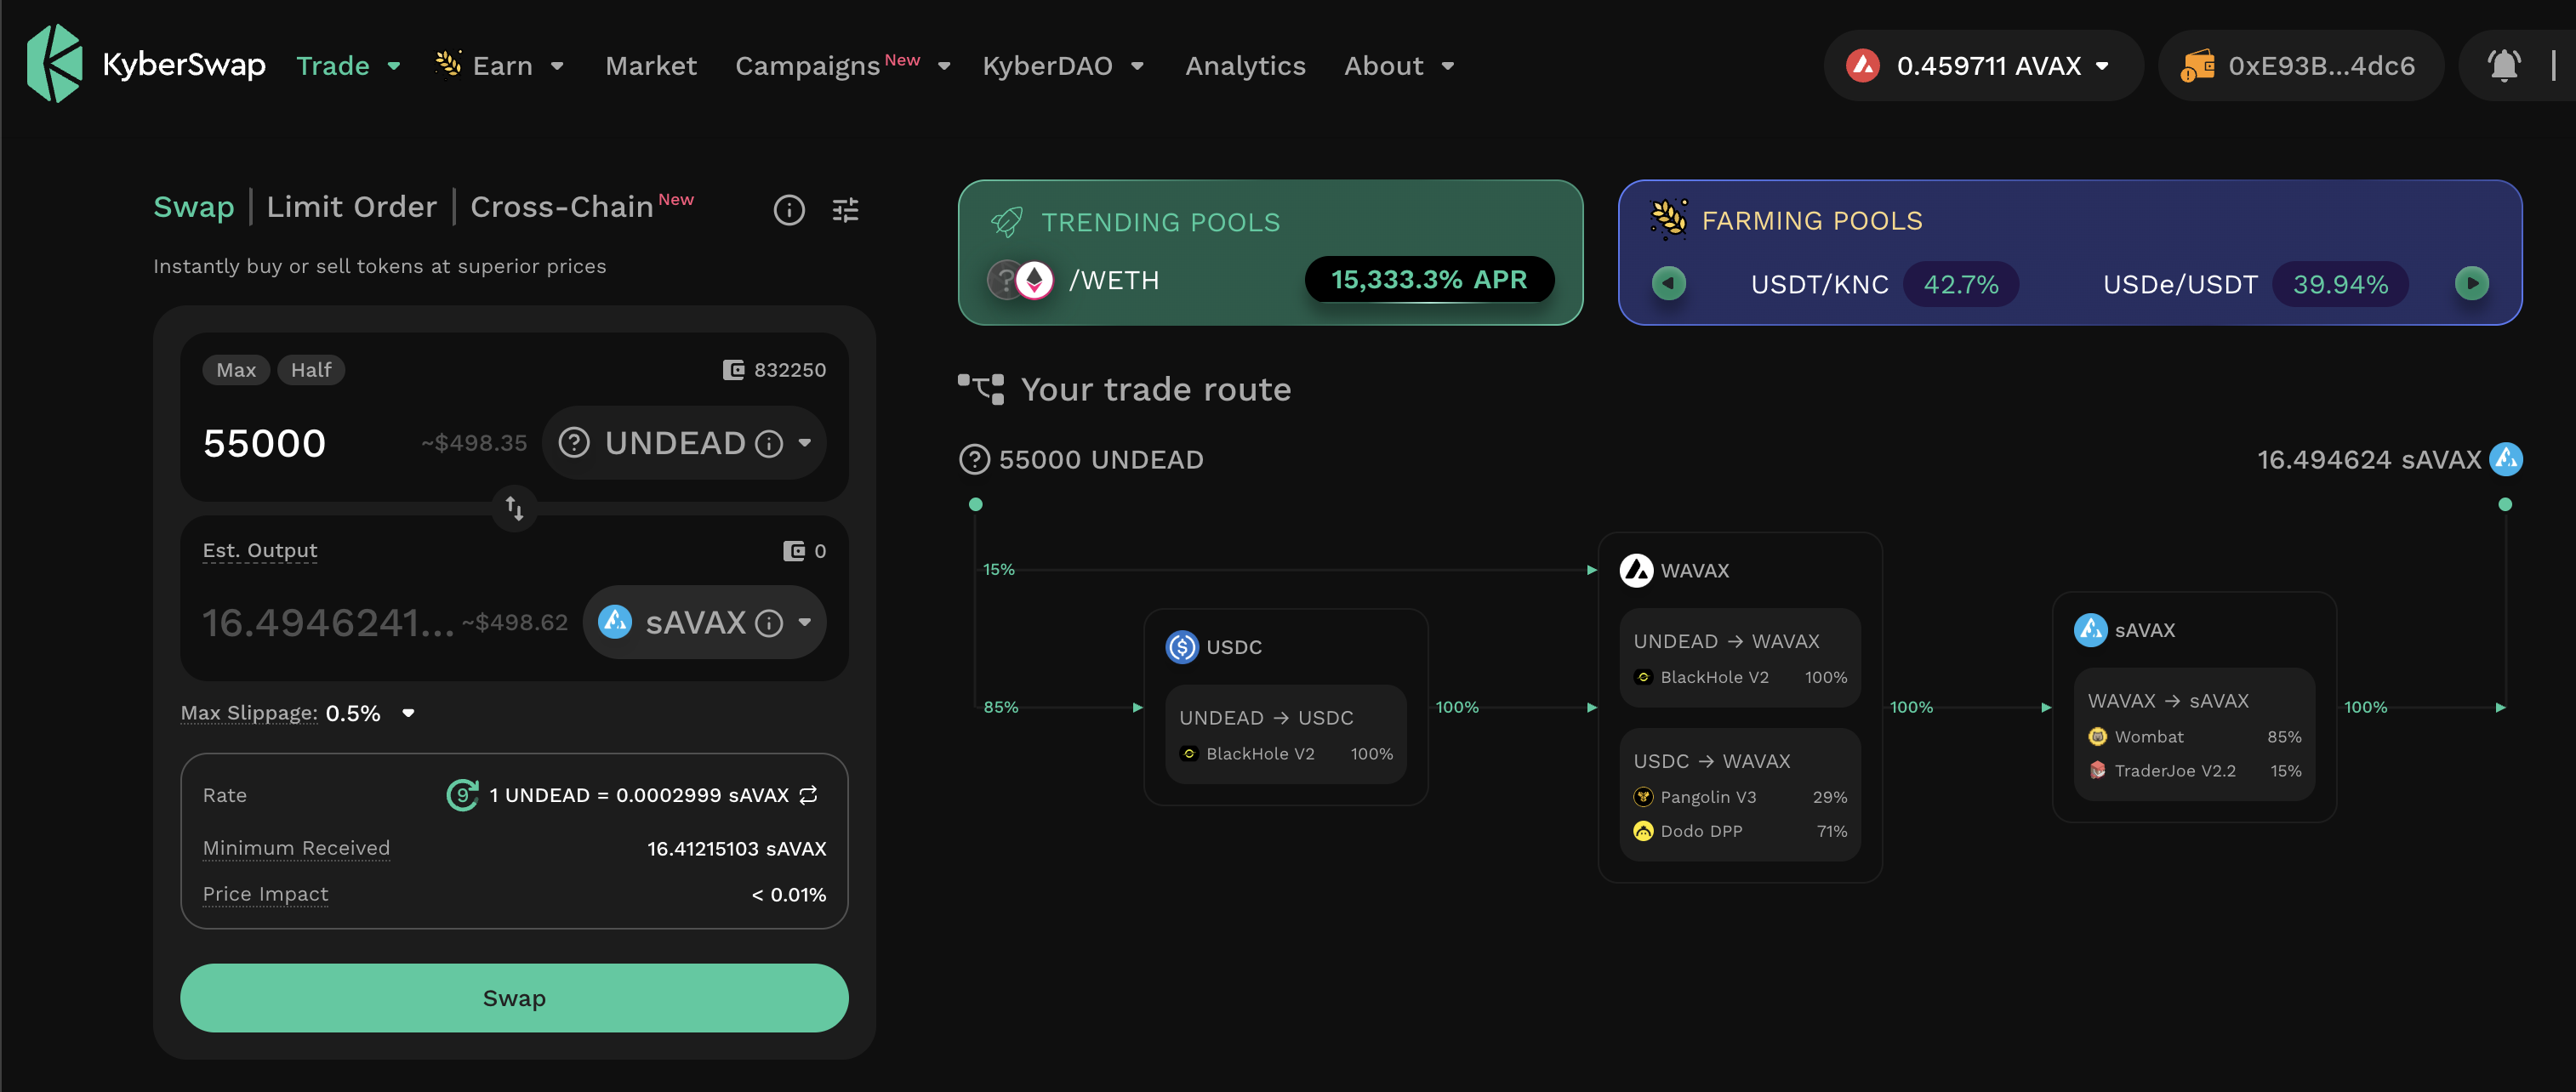 KyberSwap Trade Earn Market Campaigns New KyberDAO Analytics About 0.459711 AVAX 0xE93B...4dc6
Swap | Limit Order | Cross-Chain New
Instantly buy or sell tokens at superior prices
Max Half 832250
55000 ~$498.35 UNDEAD
Est. Output 0
16.4946241... ~$498.62 sAVAX
Max Slippage: 0.5%
Rate 9 1 UNDEAD = 0.0002999 sAVAX
Minimum Received 16.41215103 sAVAX
Price Impact < 0.01%
Swap
TRENDING POOLS
/WETH 15,333.3% APR
FARMING POOLS
USDT/KNC 42.7% USDe/USDT 39.94%
Your trade route
55000 UNDEAD 16.494624 sAVAX
15%
85%
USDC
UNDEAD → USDC
BlackHole V2 100%
100%
WAVAX
UNDEAD → WAVAX
BlackHole V2 100%
USDC → WAVAX
Pangolin V3 29%
Dodo DPP 71%
100%
sAVAX
WAVAX → sAVAX
Wombat 85%
TraderJoe V2.2 15%
100%